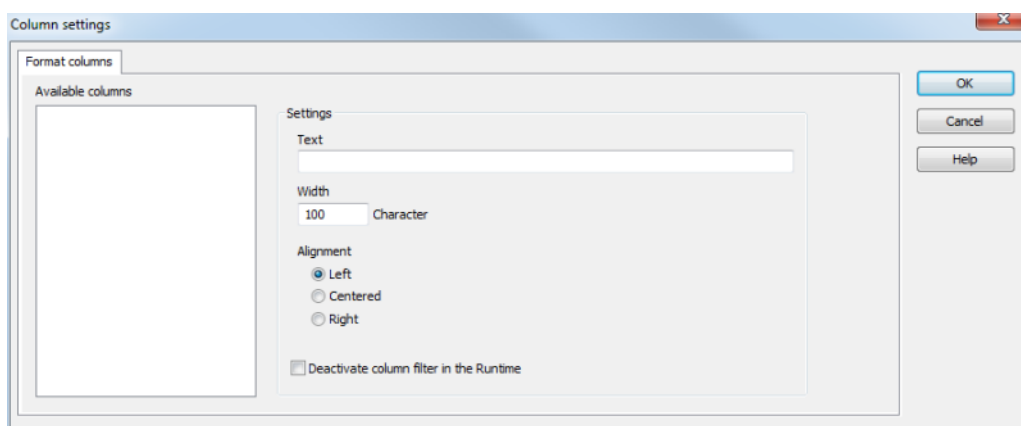 Column settings
Format columns
Available columns
Settings
Text
Width
100 Character
Alignment
Left
Centered
Right
Deactivate column filter in the Runtime
OK
Cancel
Help